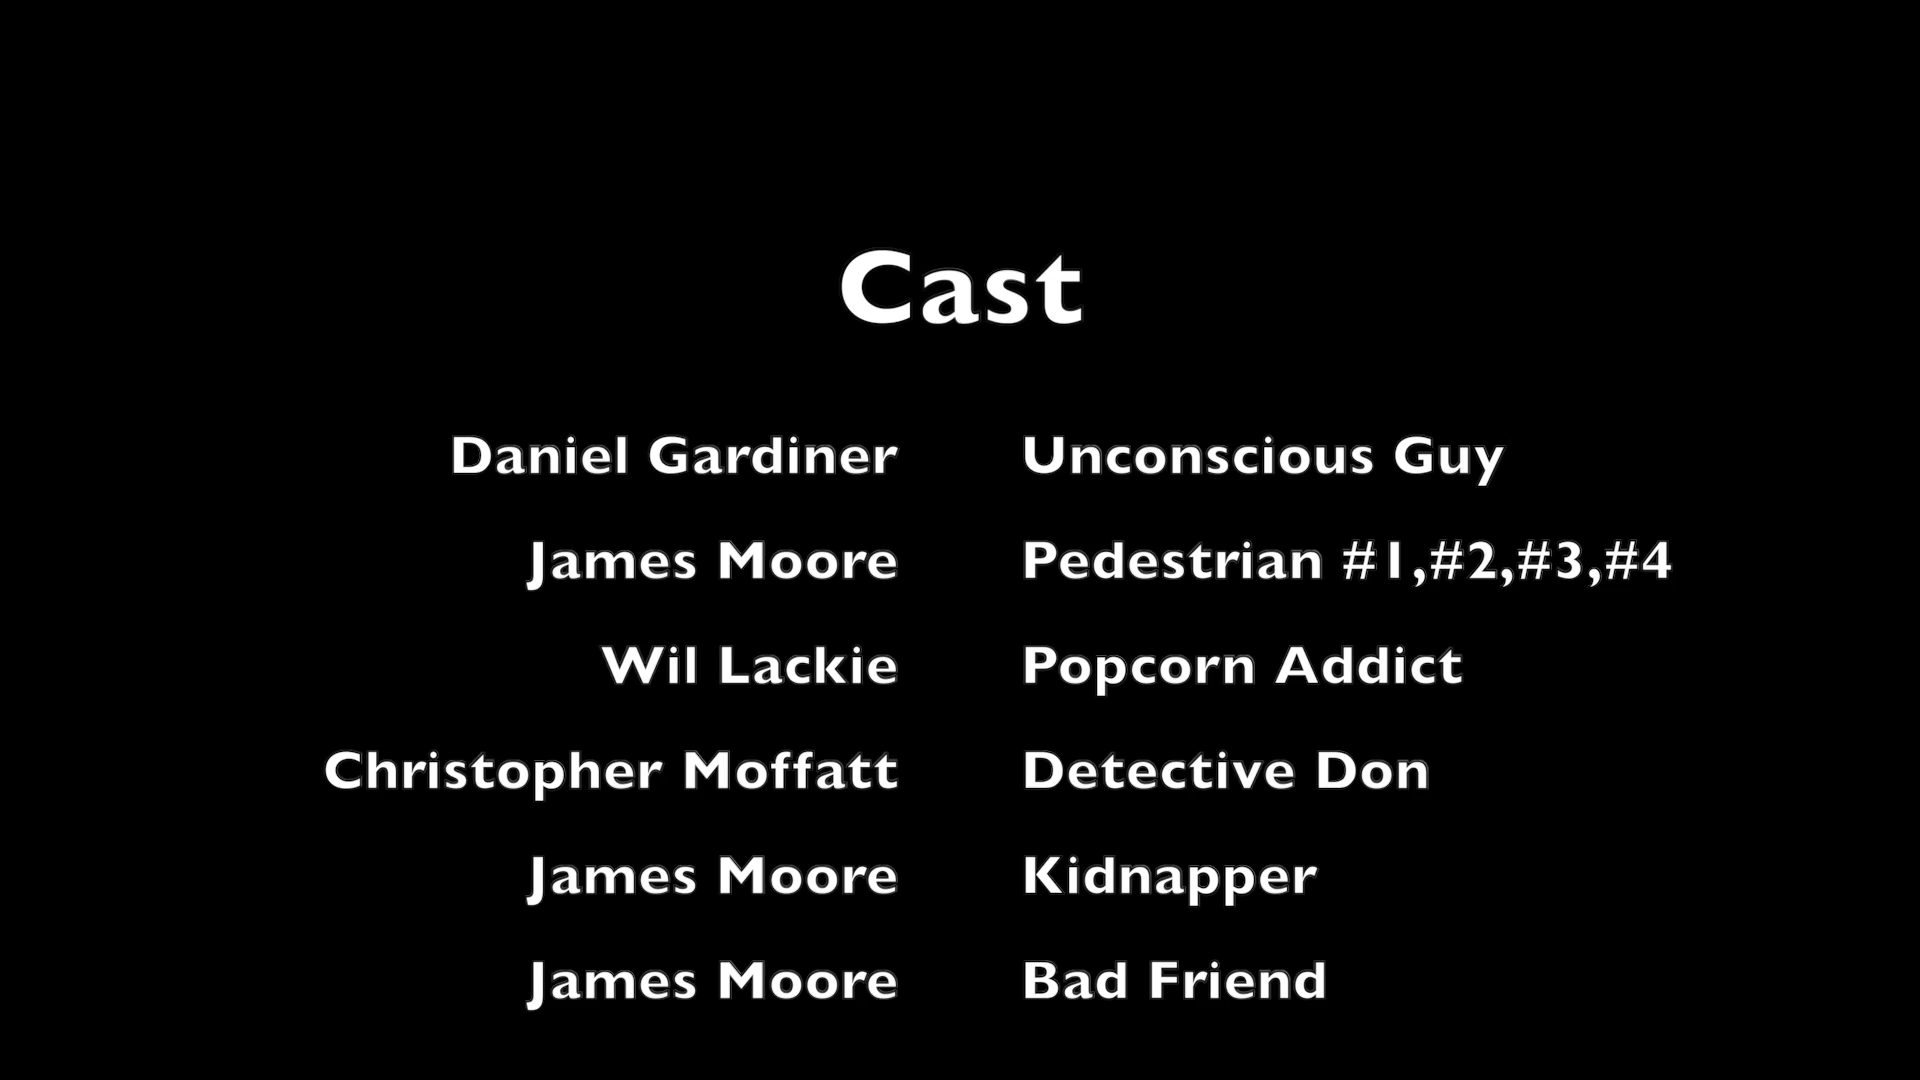 Cast
Daniel Gardiner Unconscious Guy
James Moore Pedestrian #1,#2,#3,#4
Wil Lackie Popcorn Addict
Christopher Moffatt Detective Don
James Moore Kidnapper
James Moore Bad Friend